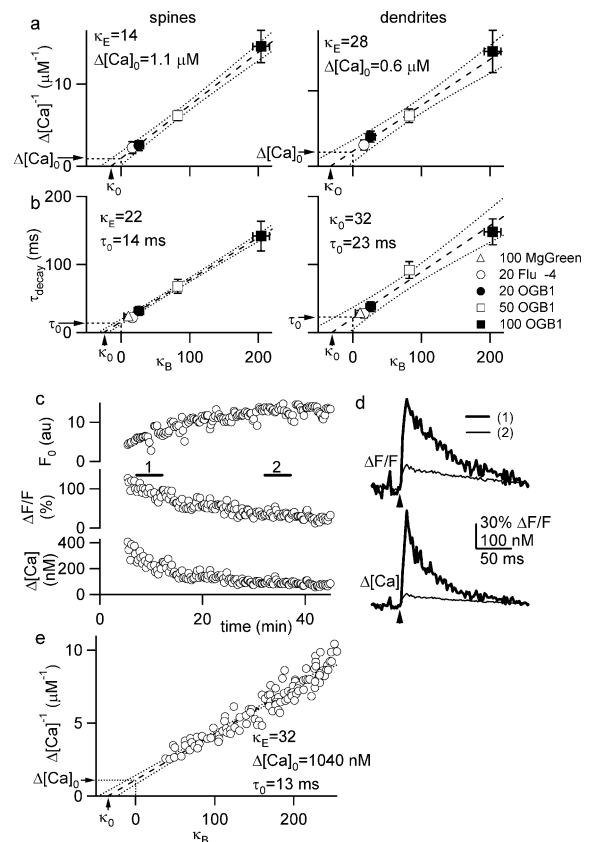 spines
dendrites
a
κE=14
Δ[Ca]0=1.1 μM
κE=28
Δ[Ca]0=0.6 μM
Δ[Ca]-1 (μM-1)
10
0
Δ[Ca]0
Δ[Ca]0
κ0
κ0
b
200
100
0
τdecay (ms)
κE=22
τ0=14 ms
κ0=32
τ0=23 ms
100 MgGreen
20 Flu -4
20 OGB1
50 OGB1
100 OGB1
τ0
τ0
0 100 200
0 100 200
κ0
κB
κ0
κB
c
d
10
0
F0 (au)
1
2
100
0
ΔF/F
(%)
400
200
0
Δ[Ca]
(nM)
0 20 40
time (min)
(1)
(2)
ΔF/F
30% ΔF/F
100 nM
50 ms
Δ[Ca]
e
10
5
0
Δ[Ca]-1 (μM-1)
κE=32
Δ[Ca]0=1040 nM
τ0=13 ms
Δ[Ca]0
κ0
0 100 200
κB